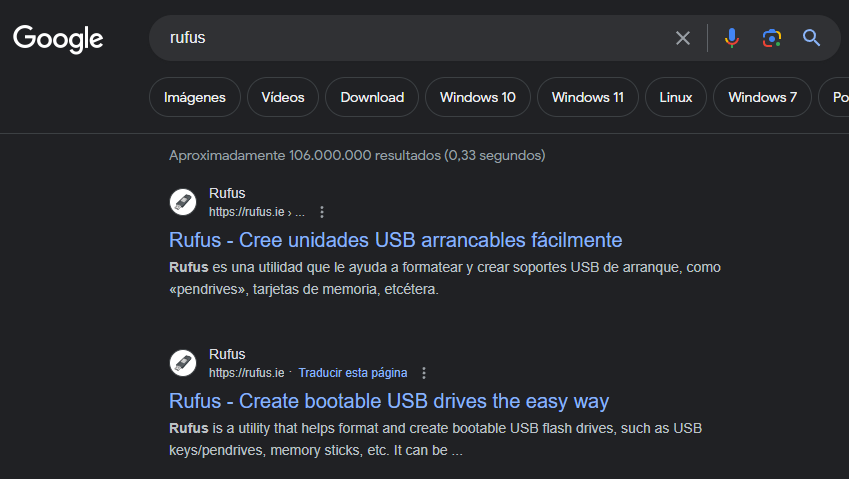 Google
rufus
Imágenes Vídeos Download Windows 10 Windows 11 Linux Windows 7 Po
Aproximadamente 106.000.000 resultados (0,33 segundos)
Rufus
https://rufus.ie › ...
Rufus - Cree unidades USB arrancables fácilmente
Rufus es una utilidad que le ayuda a formatear y crear soportes USB de arranque, como
«pendrives», tarjetas de memoria, etcétera.
Rufus
https://rufus.ie · Traducir esta página
Rufus - Create bootable USB drives the easy way
Rufus is a utility that helps format and create bootable USB flash drives, such as USB
keys/pendrives, memory sticks, etc. It can be ...